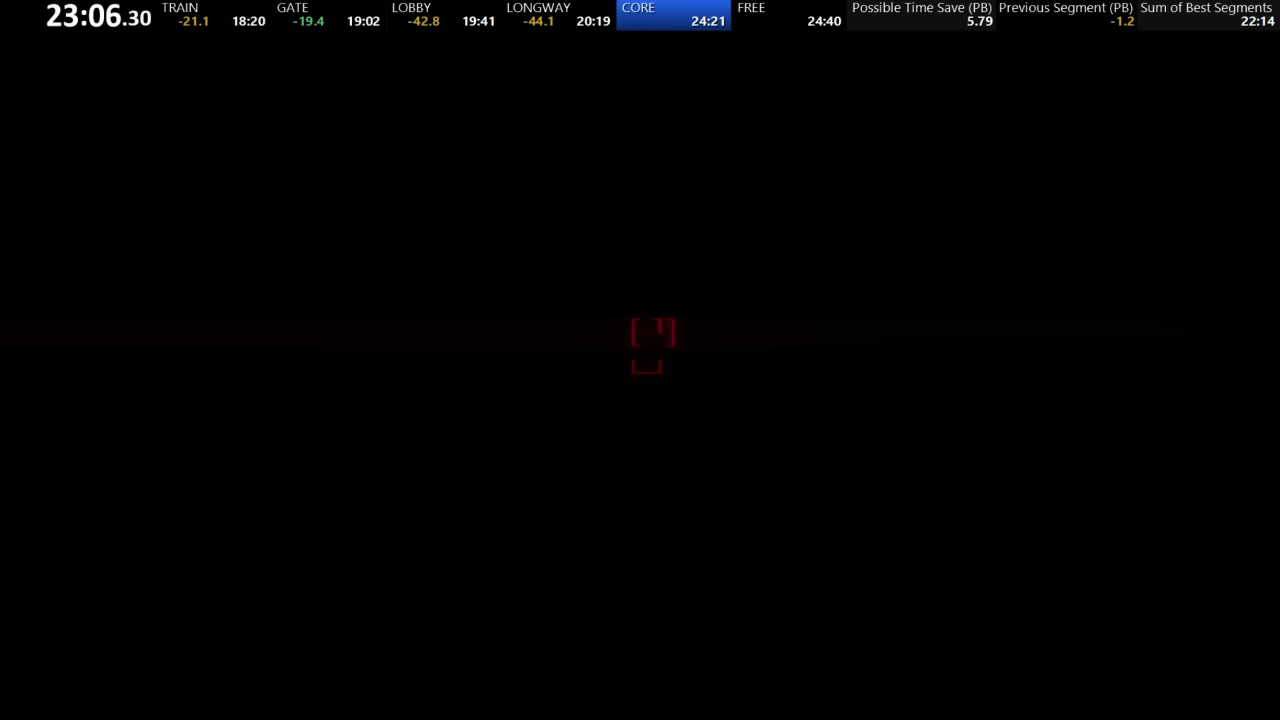 23:06.30 TRAIN GATE LOBBY LONGWAY CORE FREE Possible Time Save (PB) Previous Segment (PB) Sum of Best Segments
-21.1 18:20 -19.4 19:02 -42.8 19:41 -44.1 20:19 24:21 24:40 5.79 -1.2 22:14